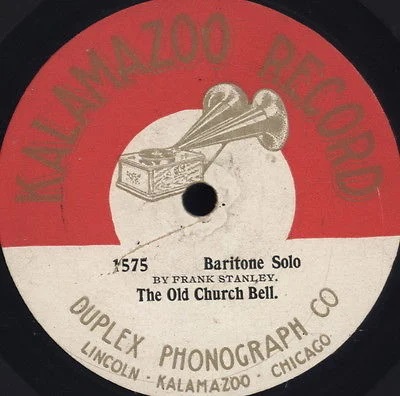 KALAMAZOO RECORD
1575 Baritone Solo
BY FRANK STANLEY.
The Old Church Bell.
DUPLEX PHONOGRAPH CO
LINCOLN - KALAMAZOO - CHICAGO